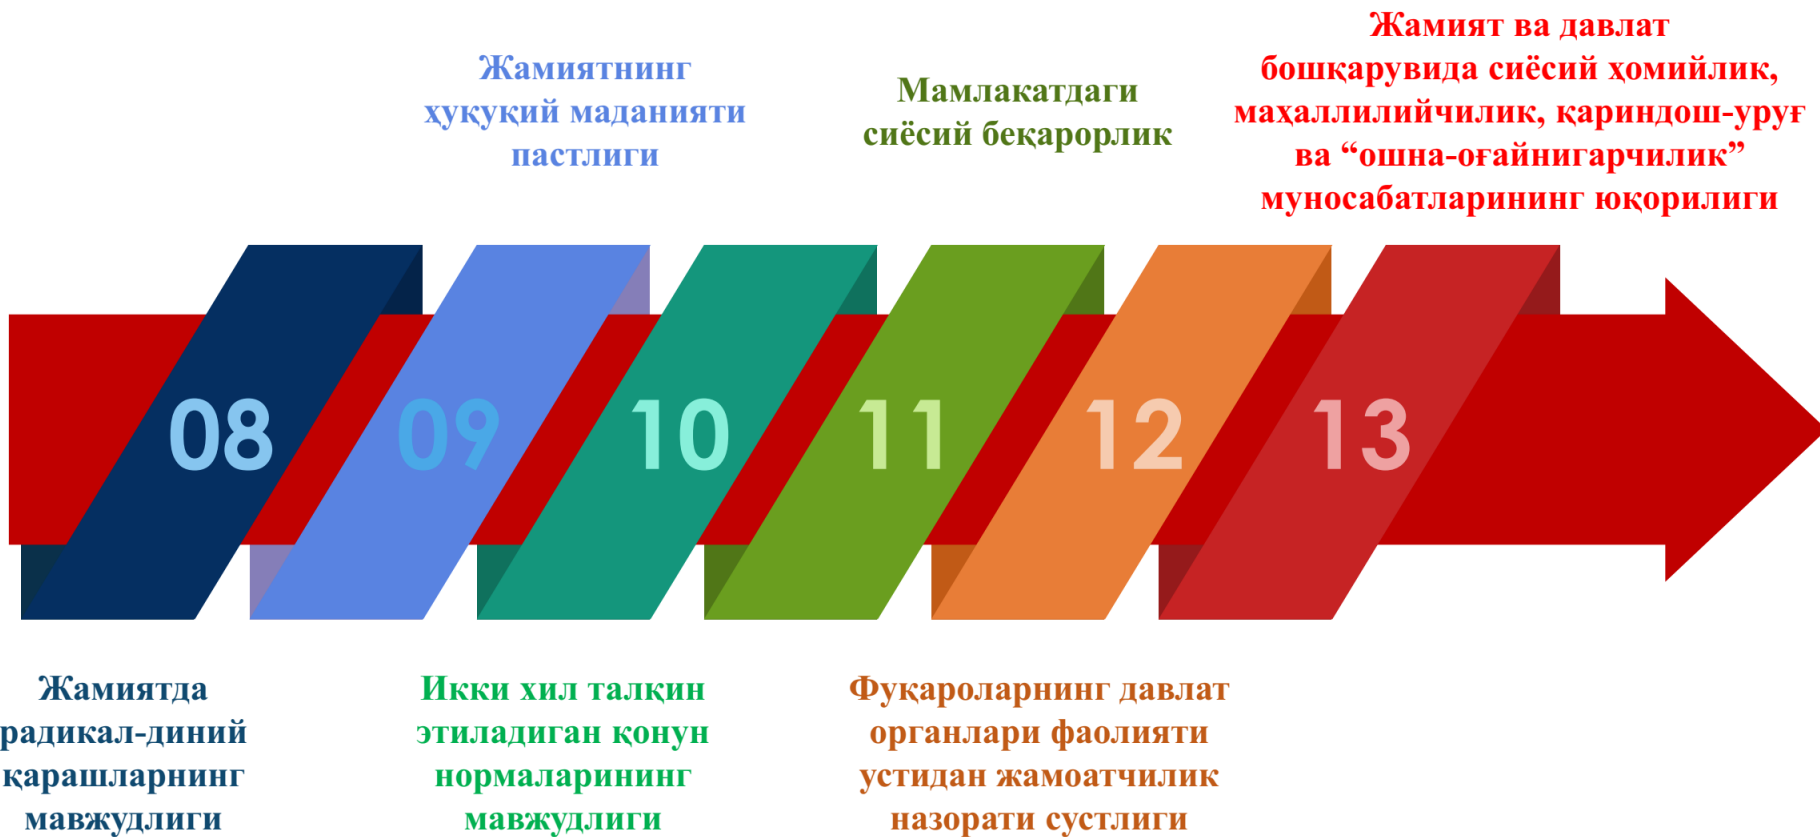 Жамиятнинг
ҳуқуқий маданияти
пастлиги
Мамлакатдаги
сиёсий беқарорлик
Жамият ва давлат
бошқарувида сиёсий ҳомийлик,
маҳаллилийчилик, қариндош-уруғ
ва “ошна-оғайнигарчилик”
муносабатларининг юқорилиги
08
09
10
11
12
13
Жамиятда
радикал-диний
қарашларнинг
мавжудлиги
Икки хил талқин
этиладиган қонун
нормаларининг
мавжудлиги
Фуқароларнинг давлат
органлари фаолияти
устидан жамоатчилик
назорати сустлиги